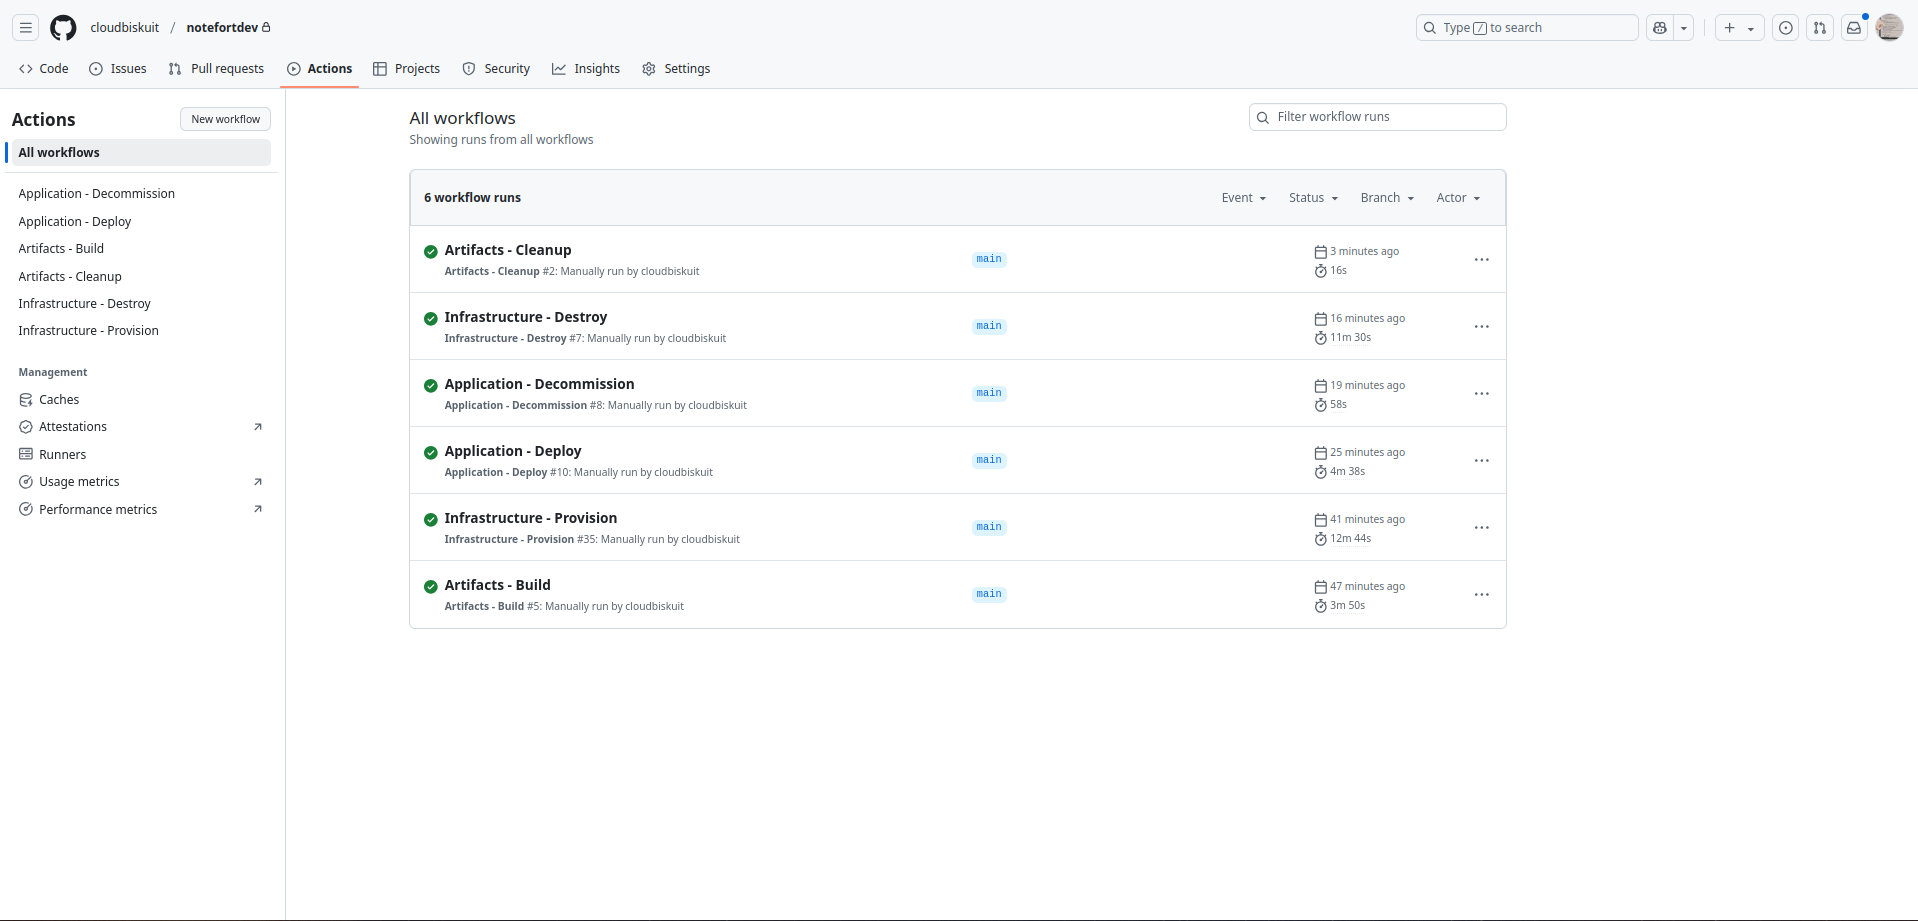 cloudbiskuit / notefortdev
Type / to search
Code
Issues
Pull requests
Actions
Projects
Security
Insights
Settings
Actions
New workflow
All workflows
Application - Decommission
Application - Deploy
Artifacts - Build
Artifacts - Cleanup
Infrastructure - Destroy
Infrastructure - Provision
Management
Caches
Attestations
Runners
Usage metrics
Performance metrics
All workflows
Showing runs from all workflows
Filter workflow runs
6 workflow runs
Event
Status
Branch
Actor
Artifacts - Cleanup
Artifacts - Cleanup #2: Manually run by cloudbiskuit
main
3 minutes ago
16s
Infrastructure - Destroy
Infrastructure - Destroy #7: Manually run by cloudbiskuit
main
16 minutes ago
11m 30s
Application - Decommission
Application - Decommission #8: Manually run by cloudbiskuit
main
19 minutes ago
58s
Application - Deploy
Application - Deploy #10: Manually run by cloudbiskuit
main
25 minutes ago
4m 38s
Infrastructure - Provision
Infrastructure - Provision #35: Manually run by cloudbiskuit
main
41 minutes ago
12m 44s
Artifacts - Build
Artifacts - Build #5: Manually run by cloudbiskuit
main
47 minutes ago
3m 50s